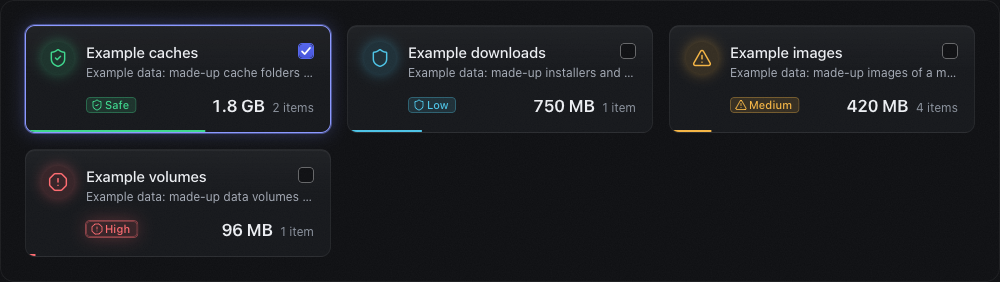 Example caches
Example data: made-up cache folders ...
Safe
1.8 GB 2 items
Example downloads
Example data: made-up installers and ...
Low
750 MB 1 item
Example images
Example data: made-up images of a m...
Medium
420 MB 4 items
Example volumes
Example data: made-up data volumes ...
High
96 MB 1 item